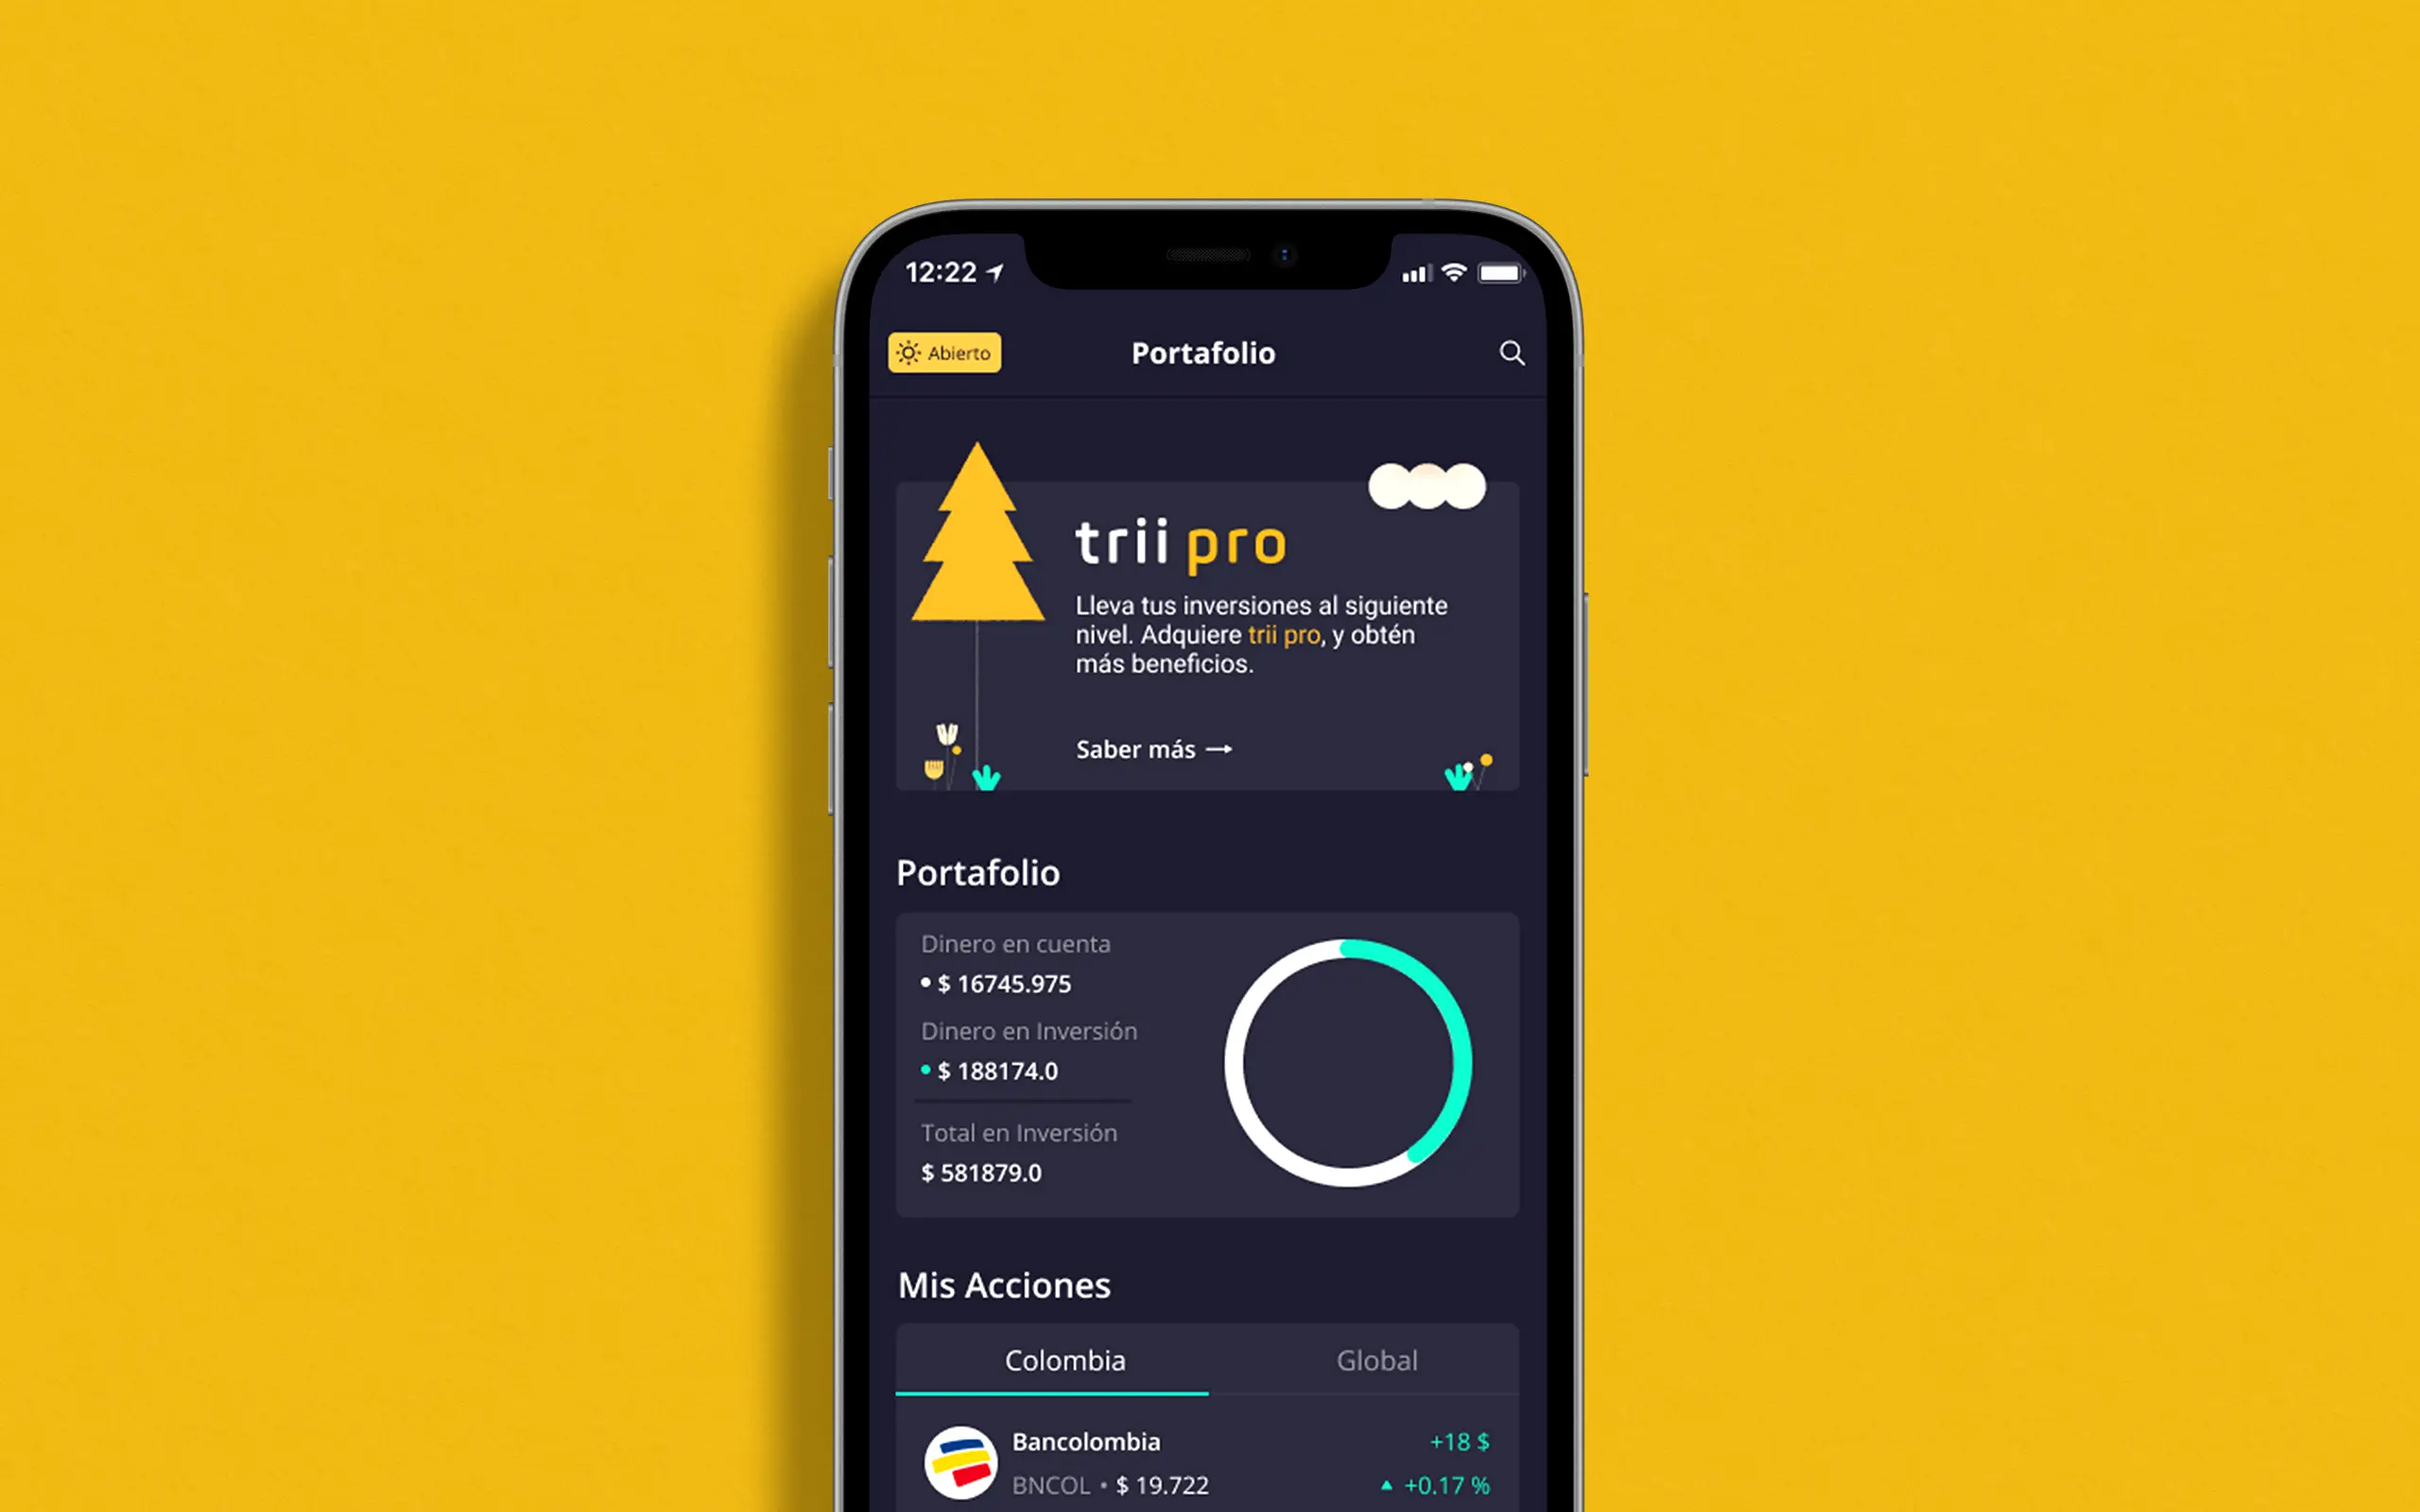 12:22
Abierto
Portafolio
trii pro
Lleva tus inversiones al siguiente
nivel. Adquiere trii pro, y obtén
más beneficios.
Saber más →
Portafolio
Dinero en cuenta
• $ 16745.975
Dinero en Inversión
• $ 188174.0
Total en Inversión
$ 581879.0
Mis Acciones
Colombia Global
Bancolombia +18 $
BNCOL • $ 19.722 ▲ +0.17 %